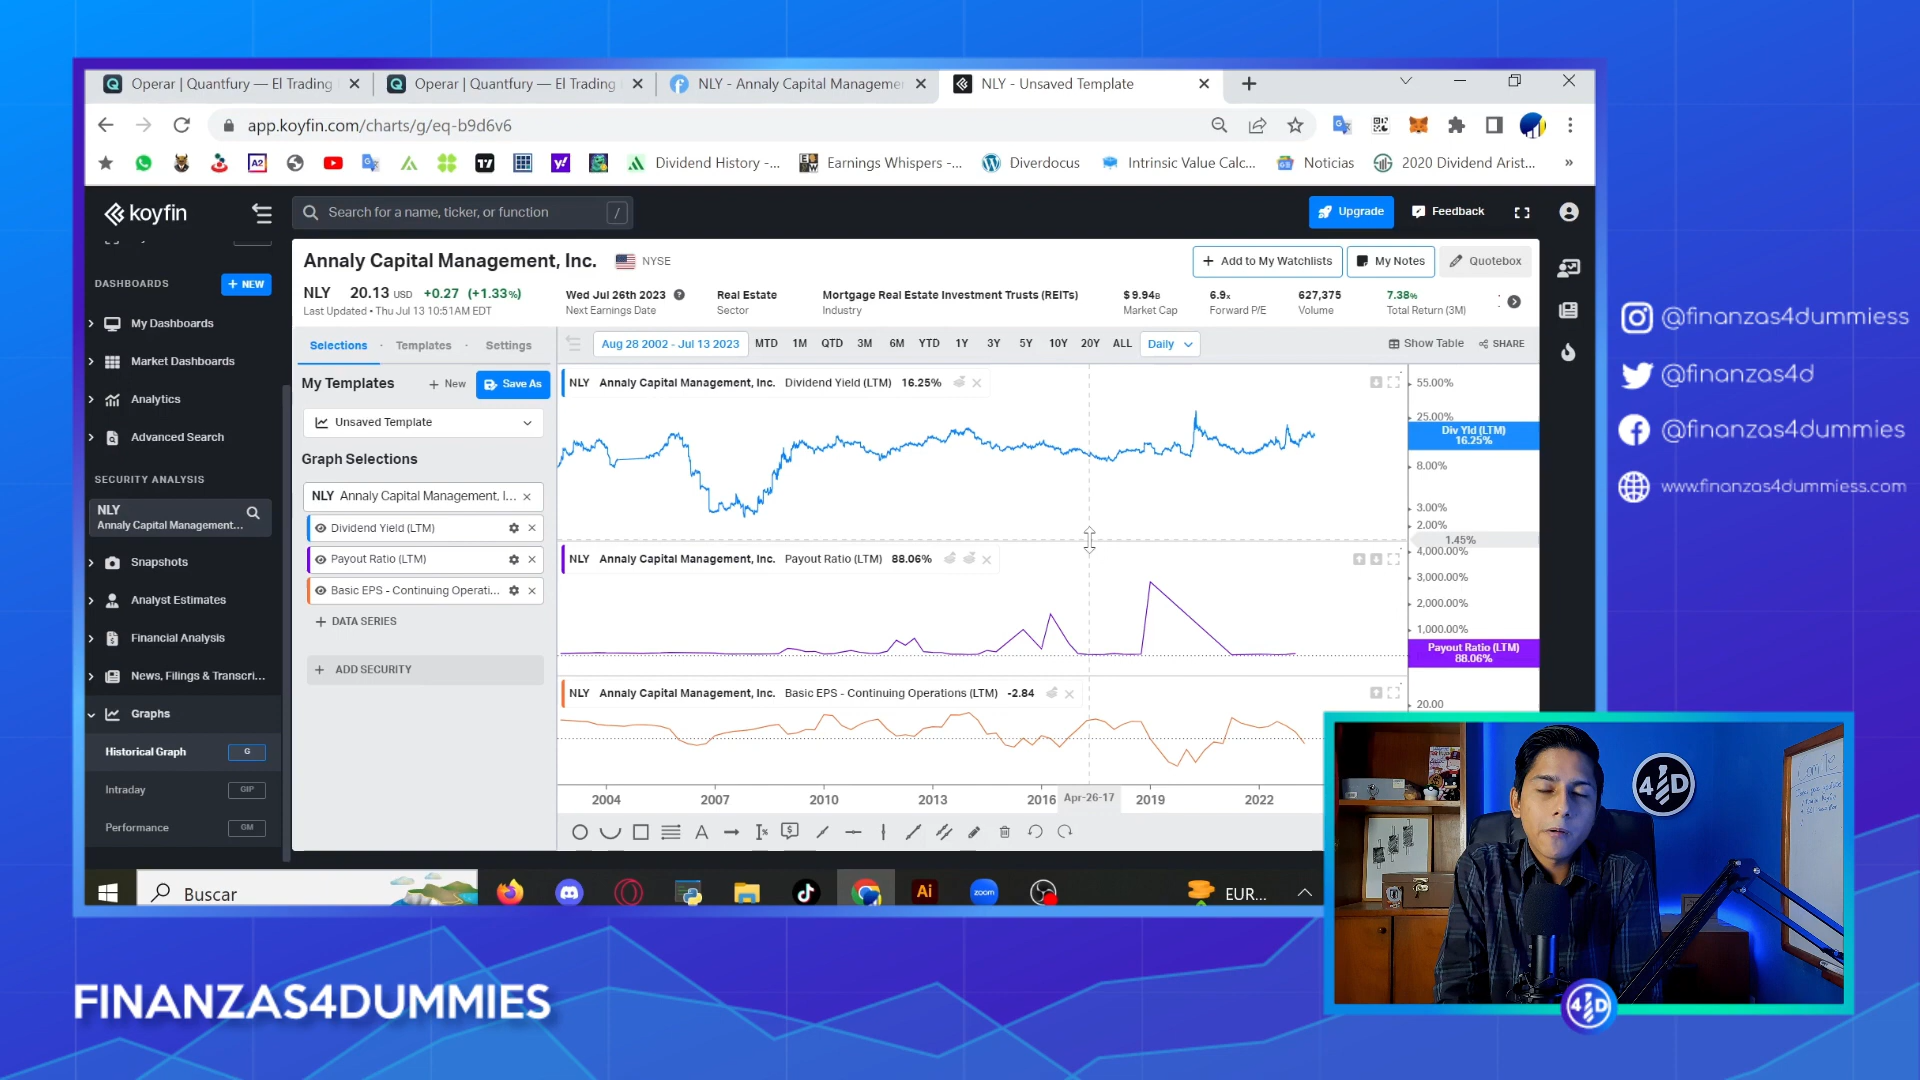 Operar | Quantfury — El Trading
Operar | Quantfury — El Trading
NLY - Annaly Capital Manageme
NLY - Unsaved Template
app.koyfin.com/charts/g/eq-b9d6v6
A2
Dividend History -...
Earnings Whispers -...
Diverdocus
Intrinsic Value Calc...
Noticias
2020 Dividend Arist...
»
koyfin
Search for a name, ticker, or function
/
Upgrade
Feedback
DASHBOARDS
+ NEW
My Dashboards
Market Dashboards
Analytics
Advanced Search
SECURITY ANALYSIS
NLY
Annaly Capital Management...
Snapshots
Analyst Estimates
Financial Analysis
News, Filings & Transcri...
Graphs
Historical Graph
G
Intraday
GIP
Performance
GM
Annaly Capital Management, Inc.
NYSE
+ Add to My Watchlists
My Notes
Quotebox
NLY 20.13 USD +0.27 (+1.33%)
Last Updated • Thu Jul 13 10:51AM EDT
Wed Jul 26th 2023
Next Earnings Date
Real Estate
Sector
Mortgage Real Estate Investment Trusts (REITs)
Industry
$9.94B
Market Cap
6.9x
Forward P/E
627,375
Volume
7.38%
Total Return (3M)
Selections
Templates
Settings
Aug 28 2002 - Jul 13 2023
MTD
1M
QTD
3M
6M
YTD
1Y
3Y
5Y
10Y
20Y
ALL
Daily
Show Table
SHARE
My Templates
+ New
Save As
Unsaved Template
Graph Selections
NLY Annaly Capital Management, I...
Dividend Yield (LTM)
Payout Ratio (LTM)
Basic EPS - Continuing Operati...
+ DATA SERIES
+ ADD SECURITY
NLY Annaly Capital Management, Inc. Dividend Yield (LTM) 16.25%
55.00%
25.00%
Div Yld (LTM)
16.25%
8.00%
3.00%
2.00%
1.45%
NLY Annaly Capital Management, Inc. Payout Ratio (LTM) 88.06%
4,000.00%
3,000.00%
2,000.00%
1,000.00%
Payout Ratio (LTM)
88.06%
NLY Annaly Capital Management, Inc. Basic EPS - Continuing Operations (LTM) -2.84
20.00
2004
2007
2010
2013
2016
Apr-26-17
2019
2022
Buscar
Ai
zoom
EUR...
@finanzas4dummiess
@finanzas4d
@finanzas4dummies
www.finanzas4dummiess.com
4D
4D
FINANZAS4DUMMIES